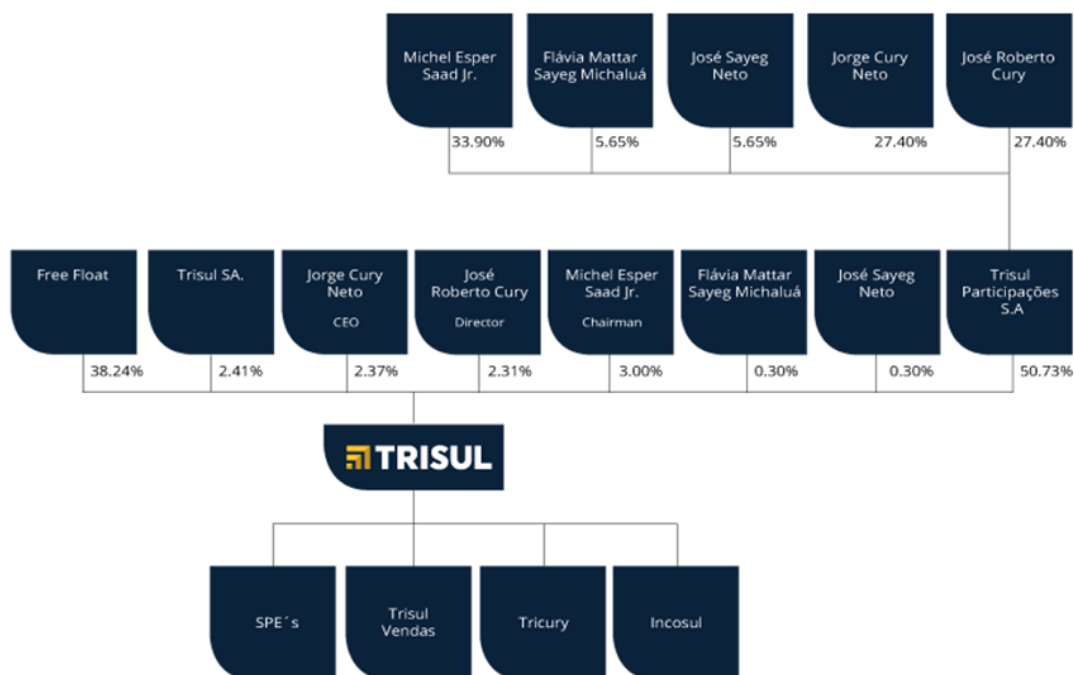 Michel Esper
Saad Jr.
Flávia Mattar
Sayeg Michaluá
José Sayeg
Neto
Jorge Cury
Neto
José Roberto
Cury
33.90%
5.65%
5.65%
27.40%
27.40%
Free Float
Trisul SA.
Jorge Cury
Neto
CEO
José
Roberto Cury
Director
Michel Esper
Saad Jr.
Chairman
Flávia Mattar
Sayeg Michaluá
José Sayeg
Neto
Trisul
Participações
S.A
38.24%
2.41%
2.37%
2.31%
3.00%
0.30%
0.30%
50.73%
TRISUL
SPE´s
Trisul
Vendas
Tricury
Incosul